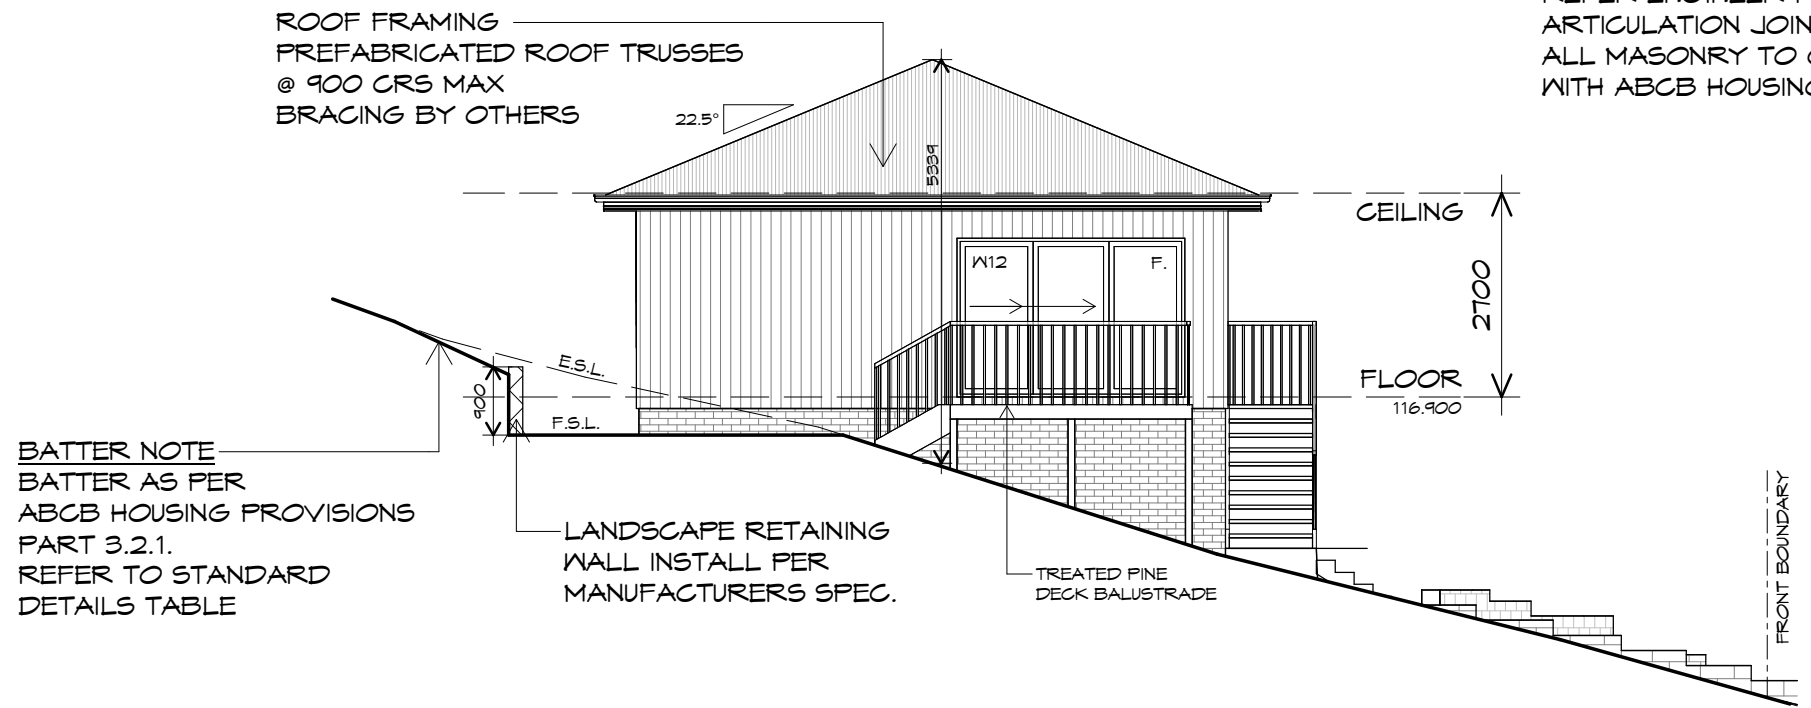 ROOF FRAMING
PREFABRICATED ROOF TRUSSES
@ 900 CRS MAX
BRACING BY OTHERS
ARTICULATION JOIN
ALL MASONRY TO
WITH ABCB HOUSING
22.5°
5339
CEILING
2700
W12
F.
E.S.L.
900
F.S.L.
FLOOR
116.900
BATTER NOTE
BATTER AS PER
ABCB HOUSING PROVISIONS
PART 3.2.1.
REFER TO STANDARD
DETAILS TABLE
LANDSCAPE RETAINING
WALL INSTALL PER
MANUFACTURERS SPEC.
TREATED PINE
DECK BALUSTRADE
FRONT BOUNDARY